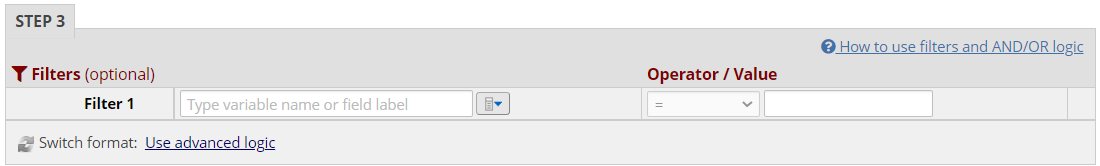 STEP 3
How to use filters and AND/OR logic
Filters (optional) Operator / Value
Filter 1 Type variable name or field label =
Switch format: Use advanced logic